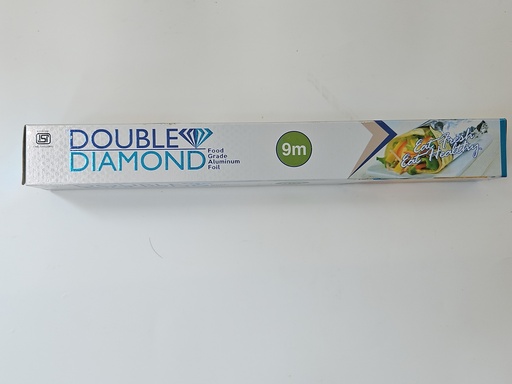 DOUBLE
DIAMOND
Food
Grade
Aluminum
Foil
9m
Eat Fresh
Eat Healthy